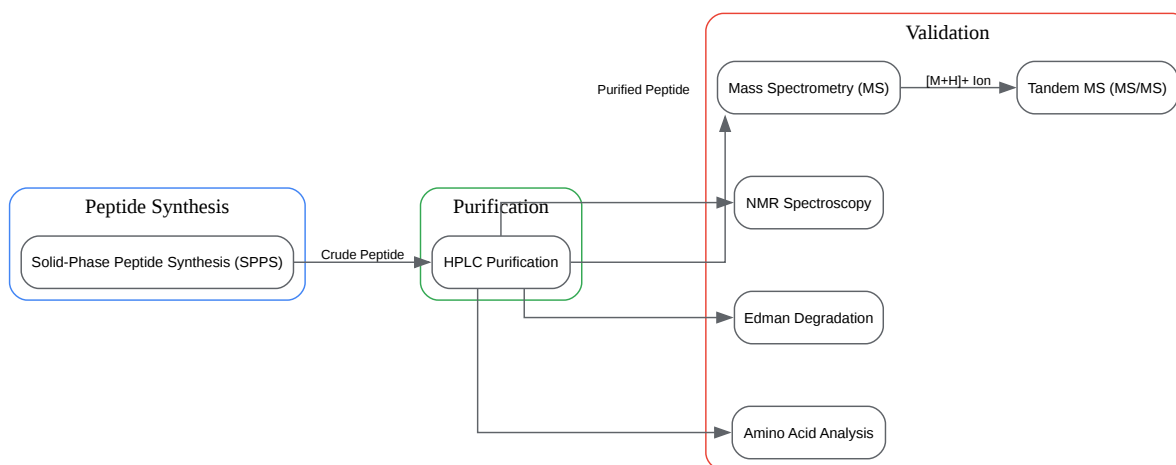 Validation
Purified Peptide
Mass Spectrometry (MS)
[M+H]+ Ion
Tandem MS (MS/MS)
Peptide Synthesis
Purification
NMR Spectroscopy
Solid-Phase Peptide Synthesis (SPPS)
Crude Peptide
HPLC Purification
Edman Degradation
Amino Acid Analysis